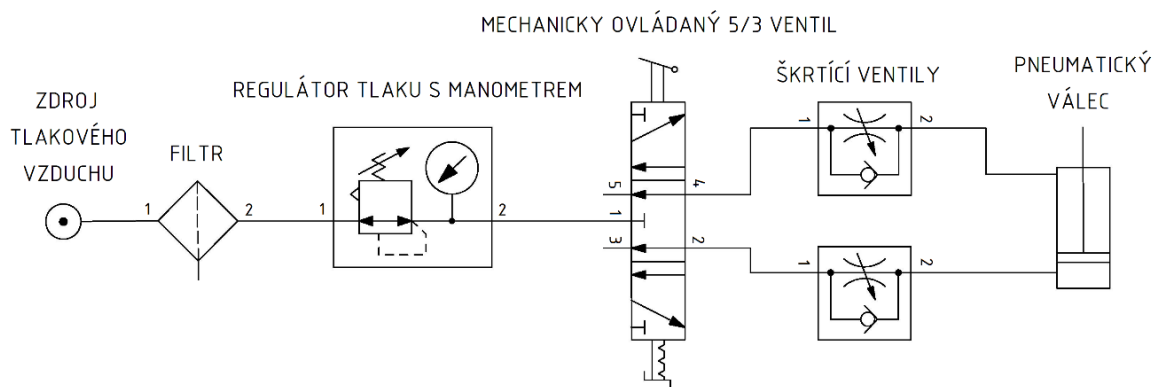 MECHANICKY OVLÁDANÝ 5/3 VENTIL
ZDROJ
TLAKOVÉHO
VZDUCHU
FILTR
REGULÁTOR TLAKU S MANOMETREM
ŠKRTÍCÍ VENTILY
PNEUMATICKÝ
VÁLEC
1
2
1
2
5
4
1
3
2
1
2
1
2